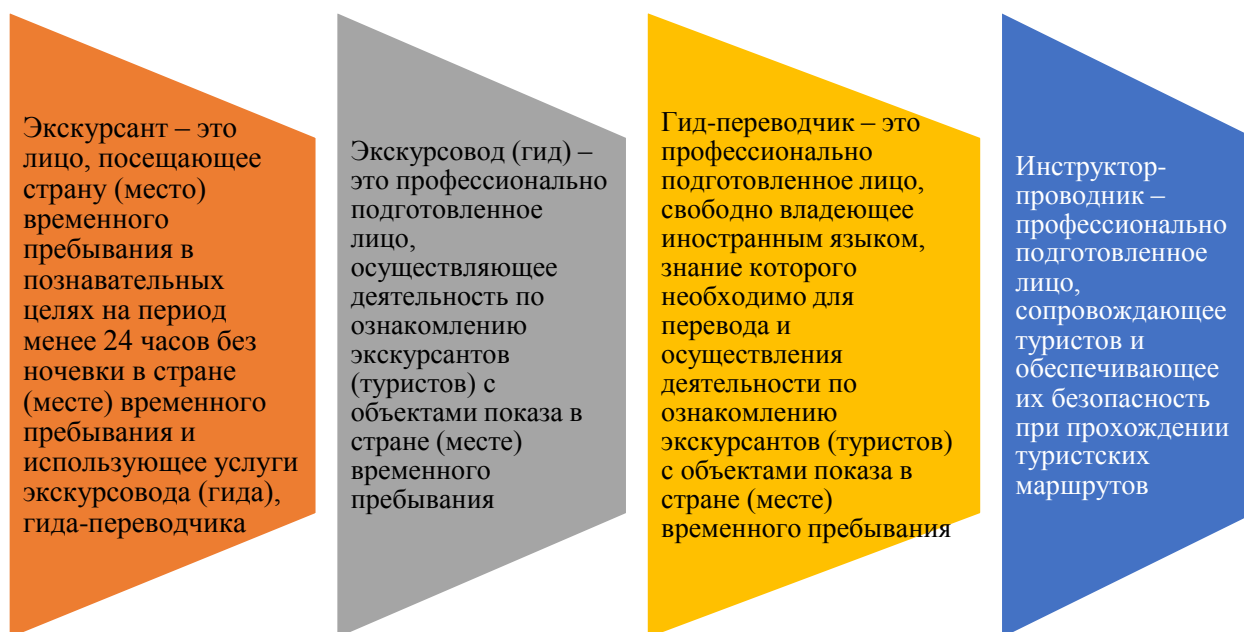 Экскурсант – это
лицо, посещающее
страну (место)
временного
пребывания в
познавательных
целях на период
менее 24 часов без
ночевки в стране
(месте) временного
пребывания и
использующее услуги
экскурсовода (гида),
гида-переводчика
Экскурсовод (гид) –
это профессионально
подготовленное
лицо,
осуществляющее
деятельность по
ознакомлению
экскурсантов
(туристов) с
объектами показа в
стране (месте)
временного
пребывания
Гид-переводчик – это
профессионально
подготовленное лицо,
свободно владеющее
иностранным языком,
знание которого
необходимо для
перевода и
осуществления
деятельности по
ознакомлению
экскурсантов (туристов)
с объектами показа в
стране (месте)
временного пребывания
Инструктор-
проводник –
профессионально
подготовленное
лицо,
сопровождающее
туристов и
обеспечивающее
их безопасность
при прохождении
туристских
маршрутов